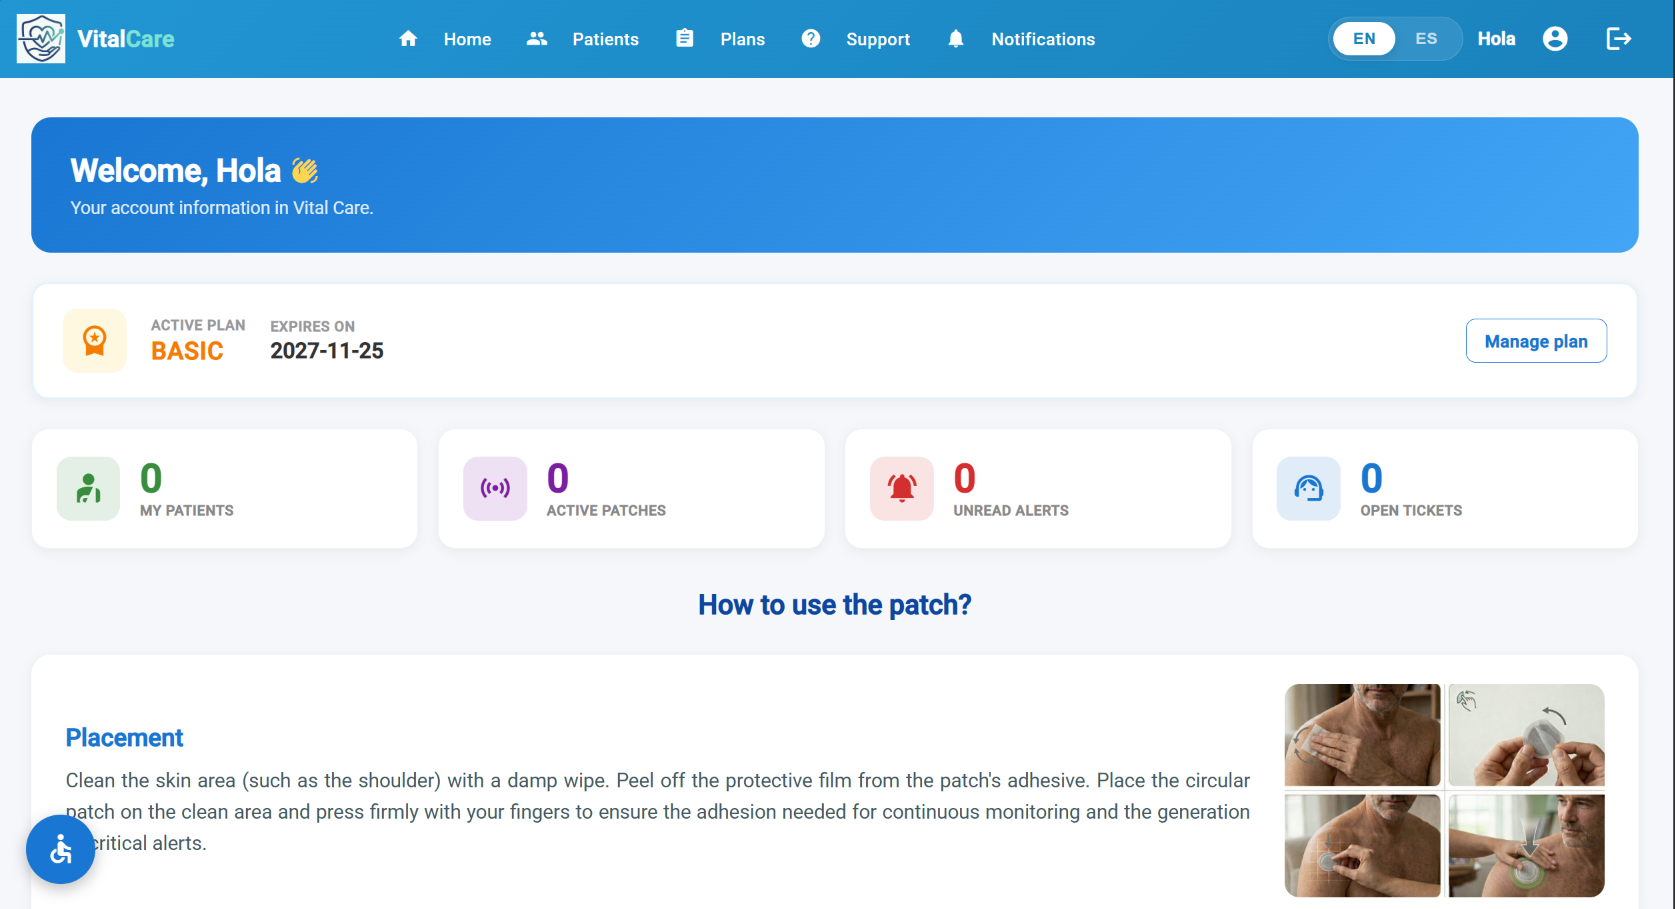 VitalCare
Home
Patients
Plans
Support
Notifications
EN
ES
Hola
Welcome, Hola 👋
Your account information in Vital Care.
ACTIVE PLAN
BASIC
EXPIRES ON
2027-11-25
Manage plan
0
MY PATIENTS
0
ACTIVE PATCHES
0
UNREAD ALERTS
0
OPEN TICKETS
How to use the patch?
Placement
Clean the skin area (such as the shoulder) with a damp wipe. Peel off the protective film from the patch's adhesive. Place the circular
patch on the clean area and press firmly with your fingers to ensure the adhesion needed for continuous monitoring and the generation
critical alerts.